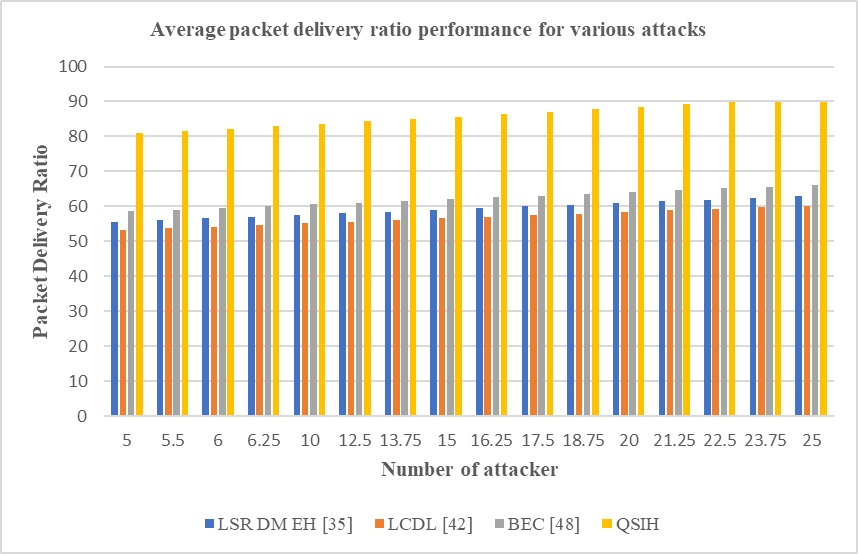 Average packet delivery ratio performance for various attacks
100
90
80
70
60
50
40
30
20
10
0
Packet Delivery Ratio
5 5.5 6 6.25 10 12.5 13.75 15 16.25 17.5 18.75 20 21.25 22.5 23.75 25
Number of attacker
LSR DM EH [35] LCDL [42] BEC [48] QSIH